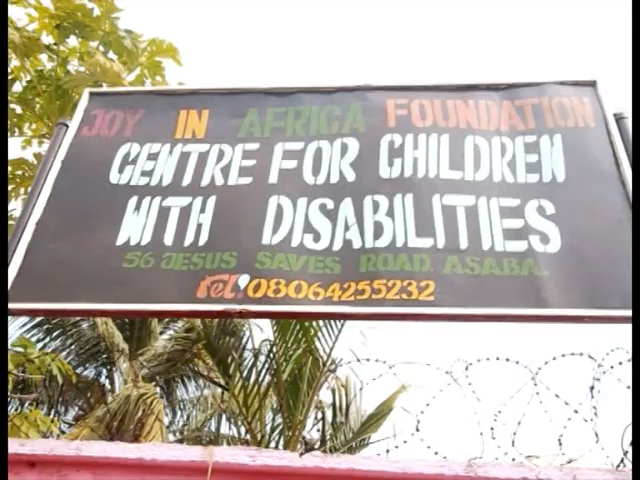 JOY IN AFRICA FOUNDATION
CENTRE FOR CHILDREN
WITH DISABILITIES
56 JESUS SAVES ROAD. ASABA.
Tel: 08064255232